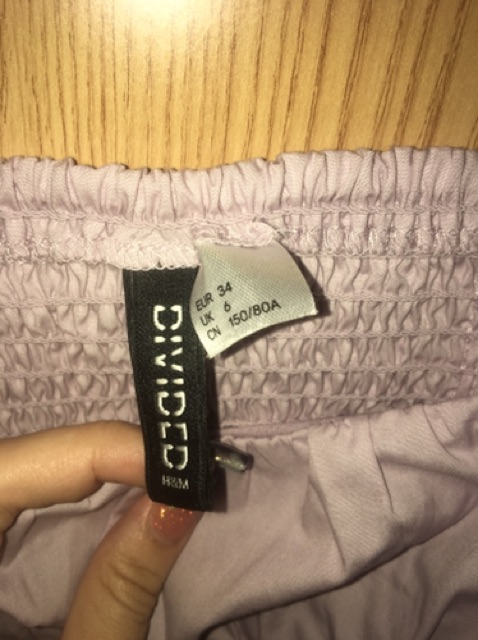 DIVIDED
H&M
EUR 34
UK 6
CN 150/80A